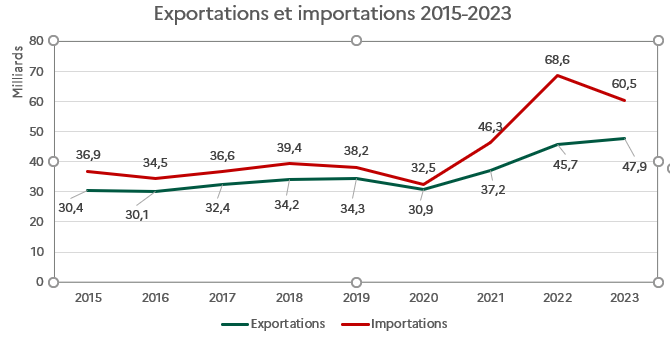 Exportations et importations 2015-2023
Milliards
80
70
60
50
40
30
20
10
0
36,9 34,5 36,6 39,4 38,2 32,5 46,3 68,6 60,5
30,4 30,1 32,4 34,2 34,3 30,9 37,2 45,7 47,9
2015 2016 2017 2018 2019 2020 2021 2022 2023
Exportations Importations